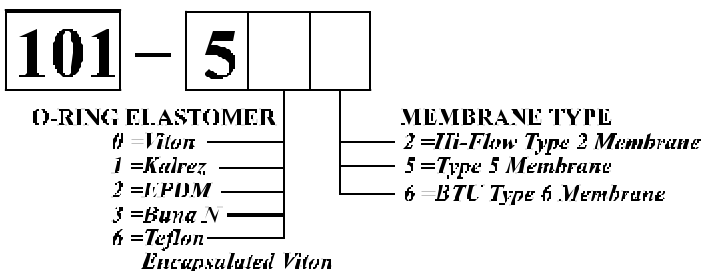 101 - 5
O-RING ELASTOMER
0 =Viton
1 =Kalrez
2 =EPDM
3 =Buna N
6 =Teflon
Encapsulated Viton
MEMBRANE TYPE
2 =Hi-Flow Type 2 Membrane
5 =Type 5 Membrane
6 =BTU Type 6 Membrane